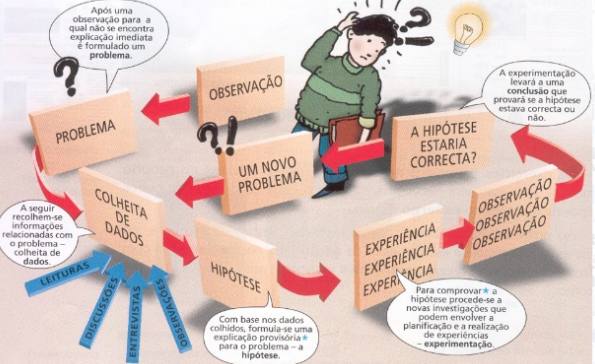 Após uma
observação para a
qual não se encontra
explicação imediata
é formulado um
problema.
?
OBSERVAÇÃO
PROBLEMA
?!
?!
A experimentação
levará a uma
conclusão que
provará se a hipótese
estava correcta ou
não.
A HIPÓTESE
ESTARIA
CORRECTA?
UM NOVO
PROBLEMA
COLHEITA
DE
DADOS
A seguir
recolhem-se
informações
relacionadas com
o problema –
colheita de
dados.
LEITURAS
DISCUSSÕES
ENTREVISTAS
OBSERVAÇÕES
HIPÓTESE
Com base nos dados
colhidos, formula-se uma
explicação provisória*
para o problema – a
hipótese.
EXPERIÊNCIA
EXPERIÊNCIA
EXPERIÊNCIA
Para comprovar* a
hipótese procede-se a
novas investigações que
podem envolver a
planificação e a realização
de experiências
– experimentação.
OBSERVAÇÃO
OBSERVAÇÃO
OBSERVAÇÃO